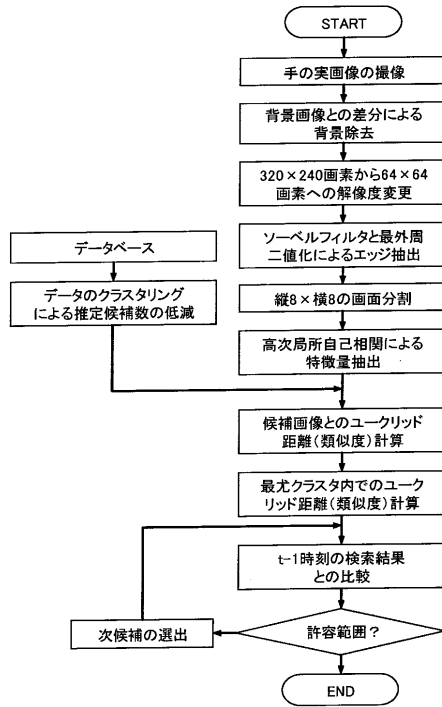 START
手の実画像の撮像
背景画像との差分による
背景除去
320×240画素から64×64
画素への解像度変更
ソーベルフィルタと最外周
二値化によるエッジ抽出
縦8×横8の画面分割
高次局所自己相関による
特徴量抽出
データベース
データのクラスタリング
による推定候補数の低減
候補画像とのユークリッド
距離(類似度)計算
最尤クラスタ内でのユーク
リッド距離(類似度)計算
t-1時刻の検索結果
との比較
許容範囲?
次候補の選出
END